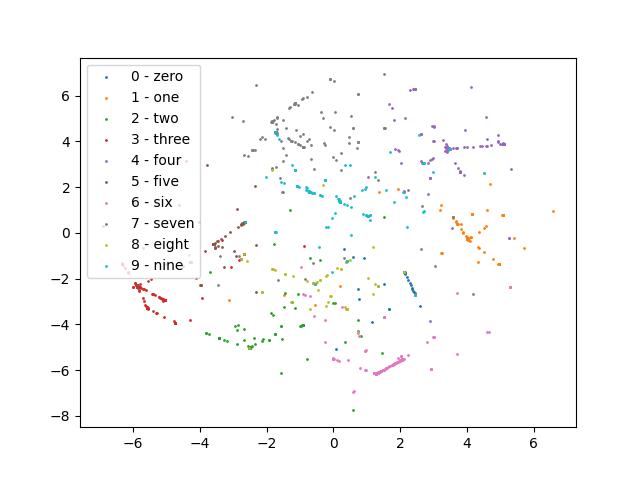 0 - zero
1 - one
2 - two
3 - three
4 - four
5 - five
6 - six
7 - seven
8 - eight
9 - nine
6
4
2
0
−2
−4
−6
−8
−6
−4
−2
0
2
4
6